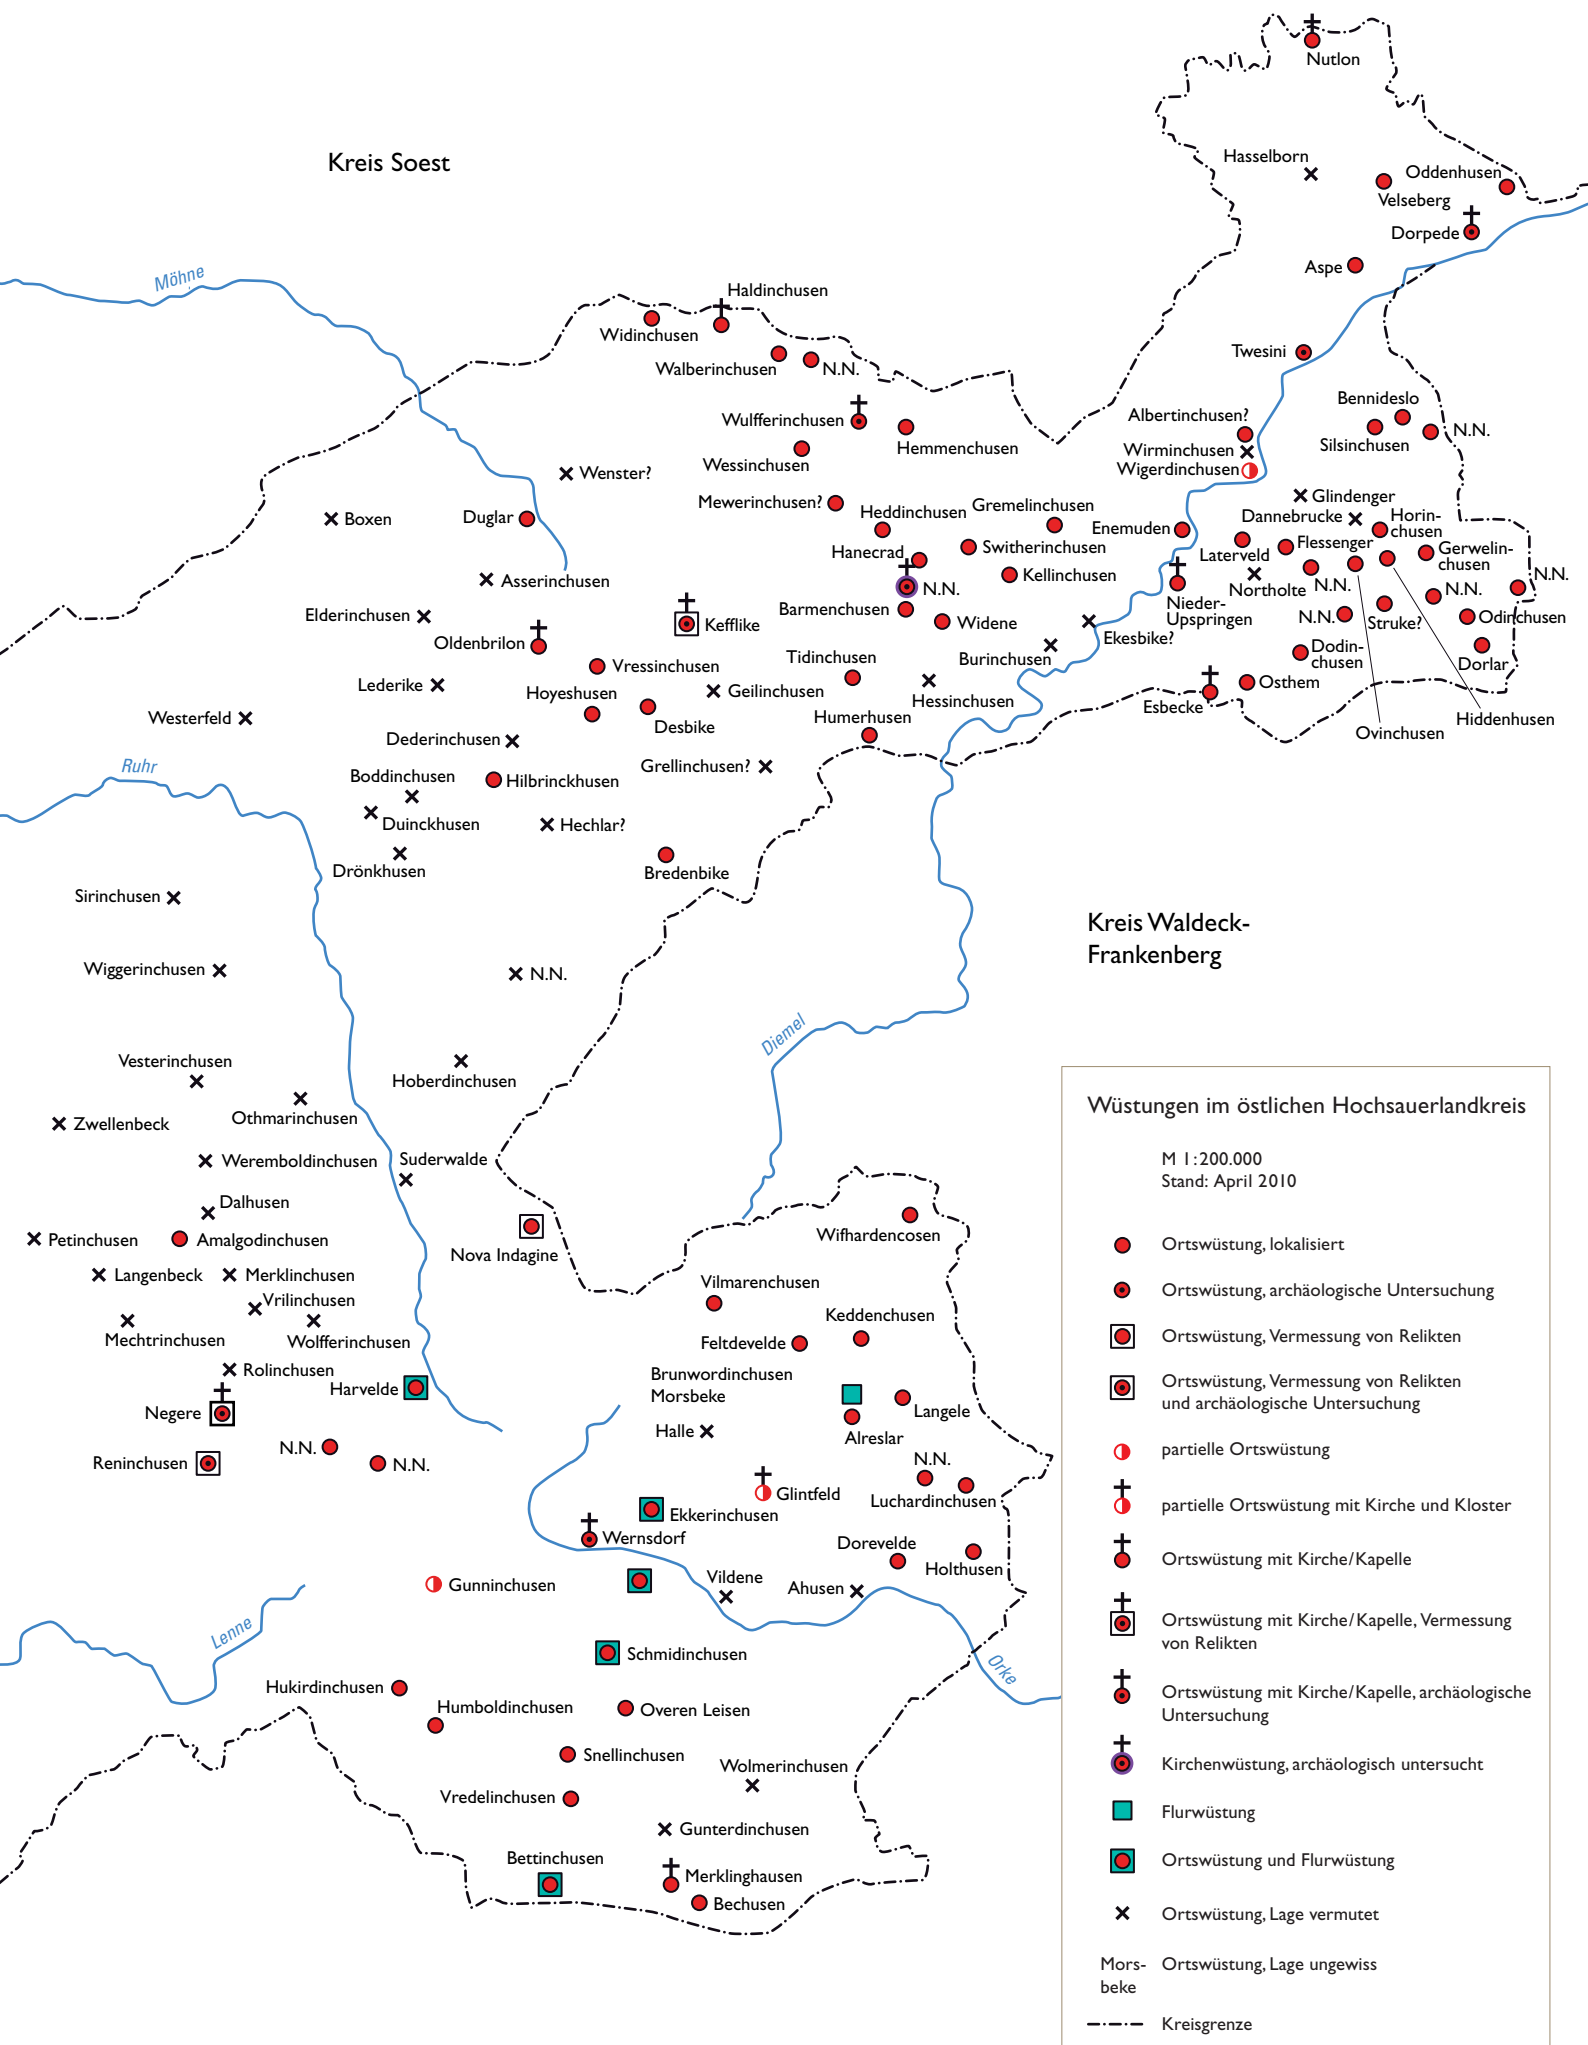 Nutlon
Kreis Soest
Hasselborn
Oddenhusen
Velseberg
Dorpede
Aspe
Möhne
Haldinchusen
Widinchusen
Walberinchusen
N.N.
Twesini
Bennideslo
Albertinchusen?
Silsinchusen
N.N.
Wulfferinchusen
Hemmenchusen
Wirminchusen
Wigerdinchusen
Wessinchusen
Wenster?
Mewerinchusen?
Heddinchusen
Gremelinchusen
Glindenger
Dannebrucke
Horin-
chusen
Boxen
Duglar
Enemuden
Hanecrad
Switherinchusen
Laterveld
Flessenger
Gerwelin-
chusen
Asserinchusen
Kellinchusen
N.N.
Northolte
N.N.
N.N.
N.N.
Barmenchusen
Nieder-
Upspringen
Elderinchusen
Kefflike
Widene
N.N.
Struke?
Odinchusen
Oldenbrilon
Ekesbike?
Vressinchusen
Tidinchusen
Burinchusen
Dodin-
chusen
Dorlar
Lederike
Hoyeshusen
Geilinchusen
Hessinchusen
Osthem
Esbecke
Westerfeld
Desbike
Humerhusen
Hiddenhusen
Ovinchusen
Dederinchusen
Grellinchusen?
Ruhr
Boddinchusen
Hilbrinckhusen
Duinckhusen
Hechlar?
Drönkhusen
Bredenbike
Sirinchusen
Kreis Waldeck-
Frankenberg
Wiggerinchusen
N.N.
Diemel
Vesterinchusen
Hoberdinchusen
Othmarinchusen
Zwellenbeck
Weremboldinchusen
Suderwalde
Dalhusen
Petinchusen
Amalgodinchusen
Nova Indagine
Wifhardencosen
Langenbeck
Merklinchusen
Vrilinchusen
Vilmarenchusen
Mechtrinchusen
Wolfferinchusen
Keddenchusen
Feltdevelde
Rolinchusen
Brunwordinchusen
Morsbeke
Harvelde
Negere
Langele
Halle
Alreslar
N.N.
Reninchusen
N.N.
N.N.
Glintfeld
Luchardinchusen
Ekkerinchusen
Wernsdorf
Dorevelde
Holthusen
Gunninchusen
Vildene
Ahusen
Lenne
Schmidinchusen
Orke
Hukirdinchusen
Humboldinchusen
Overen Leisen
Snellinchusen
Wolmerinchusen
Vredelinchusen
Gunterdinchusen
Bettinchusen
Merklinghausen
Bechusen
Wüstungen im östlichen Hochsauerlandkreis
M 1:200.000
Stand: April 2010
Ortswüstung, lokalisiert
Ortswüstung, archäologische Untersuchung
Ortswüstung, Vermessung von Relikten
Ortswüstung, Vermessung von Relikten
und archäologische Untersuchung
partielle Ortswüstung
partielle Ortswüstung mit Kirche und Kloster
Ortswüstung mit Kirche/Kapelle
Ortswüstung mit Kirche/Kapelle, Vermessung
von Relikten
Ortswüstung mit Kirche/Kapelle, archäologische
Untersuchung
Kirchenwüstung, archäologisch untersucht
Flurwüstung
Ortswüstung und Flurwüstung
Ortswüstung, Lage vermutet
Mors-
beke
Ortswüstung, Lage ungewiss
Kreisgrenze